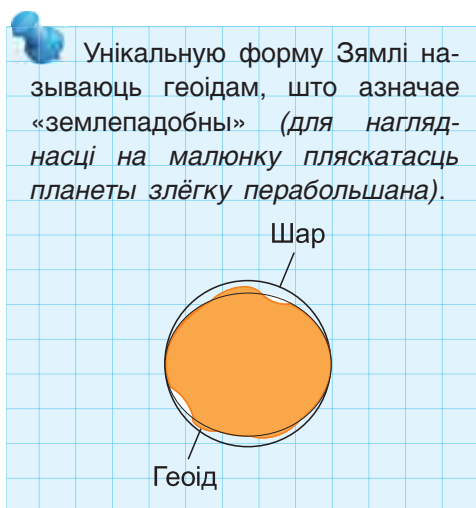 Унікальную форму Зямлі на-
зываюць геоідам, што азначае
«землепадобны» (для нагляд-
насці на малюнку пляскатасць
планеты злёгку перабольшана).
Шар
Геоід